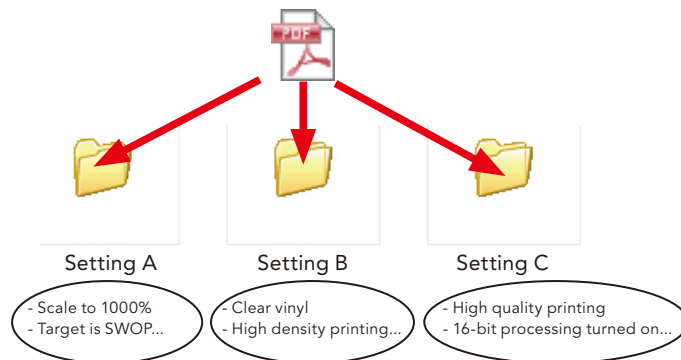 PDF
Setting A
Setting B
Setting C
- Scale to 1000%
- Target is SWOP...
- Clear vinyl
- High density printing...
- High quality printing
- 16-bit processing turned on...